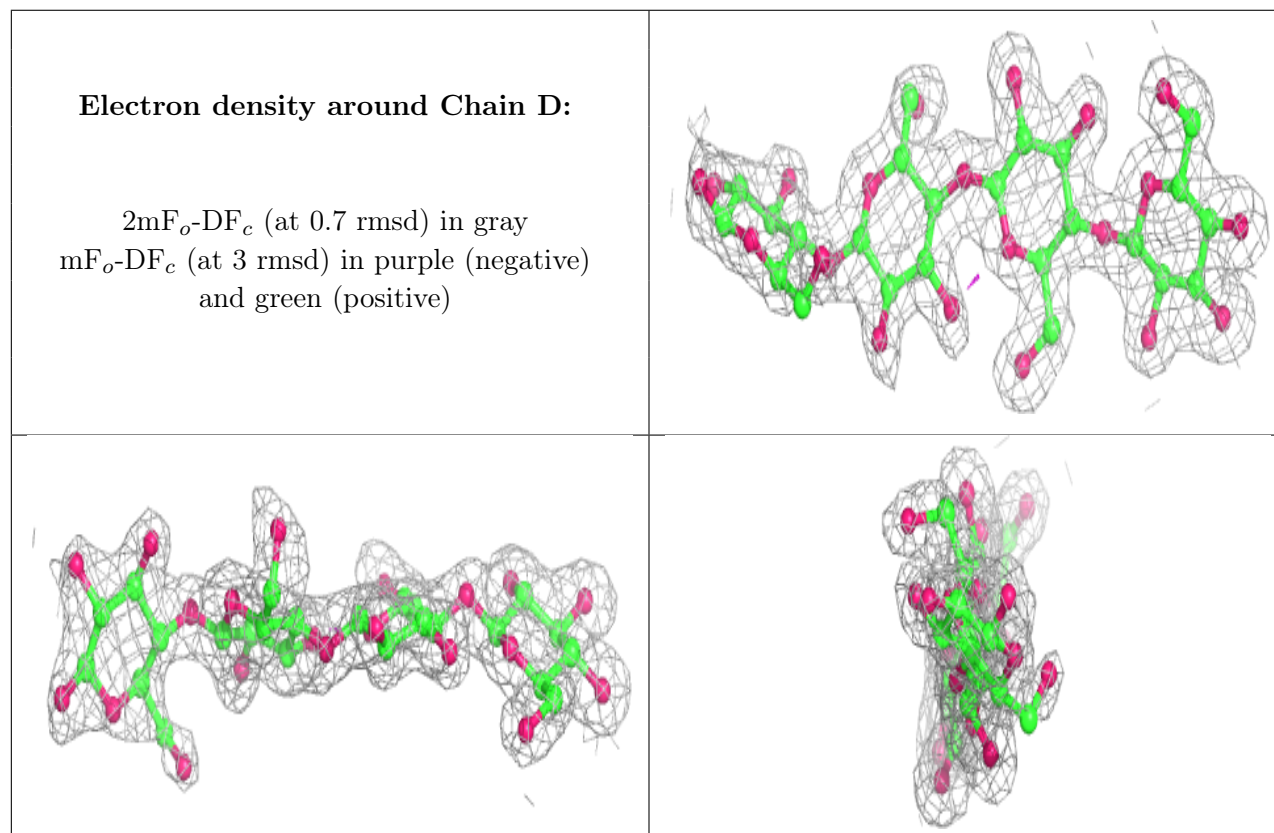 Electron density around Chain D:
2mFₒ-DF𝒸 (at 0.7 rmsd) in gray
mFₒ-DF𝒸 (at 3 rmsd) in purple (negative)
and green (positive)